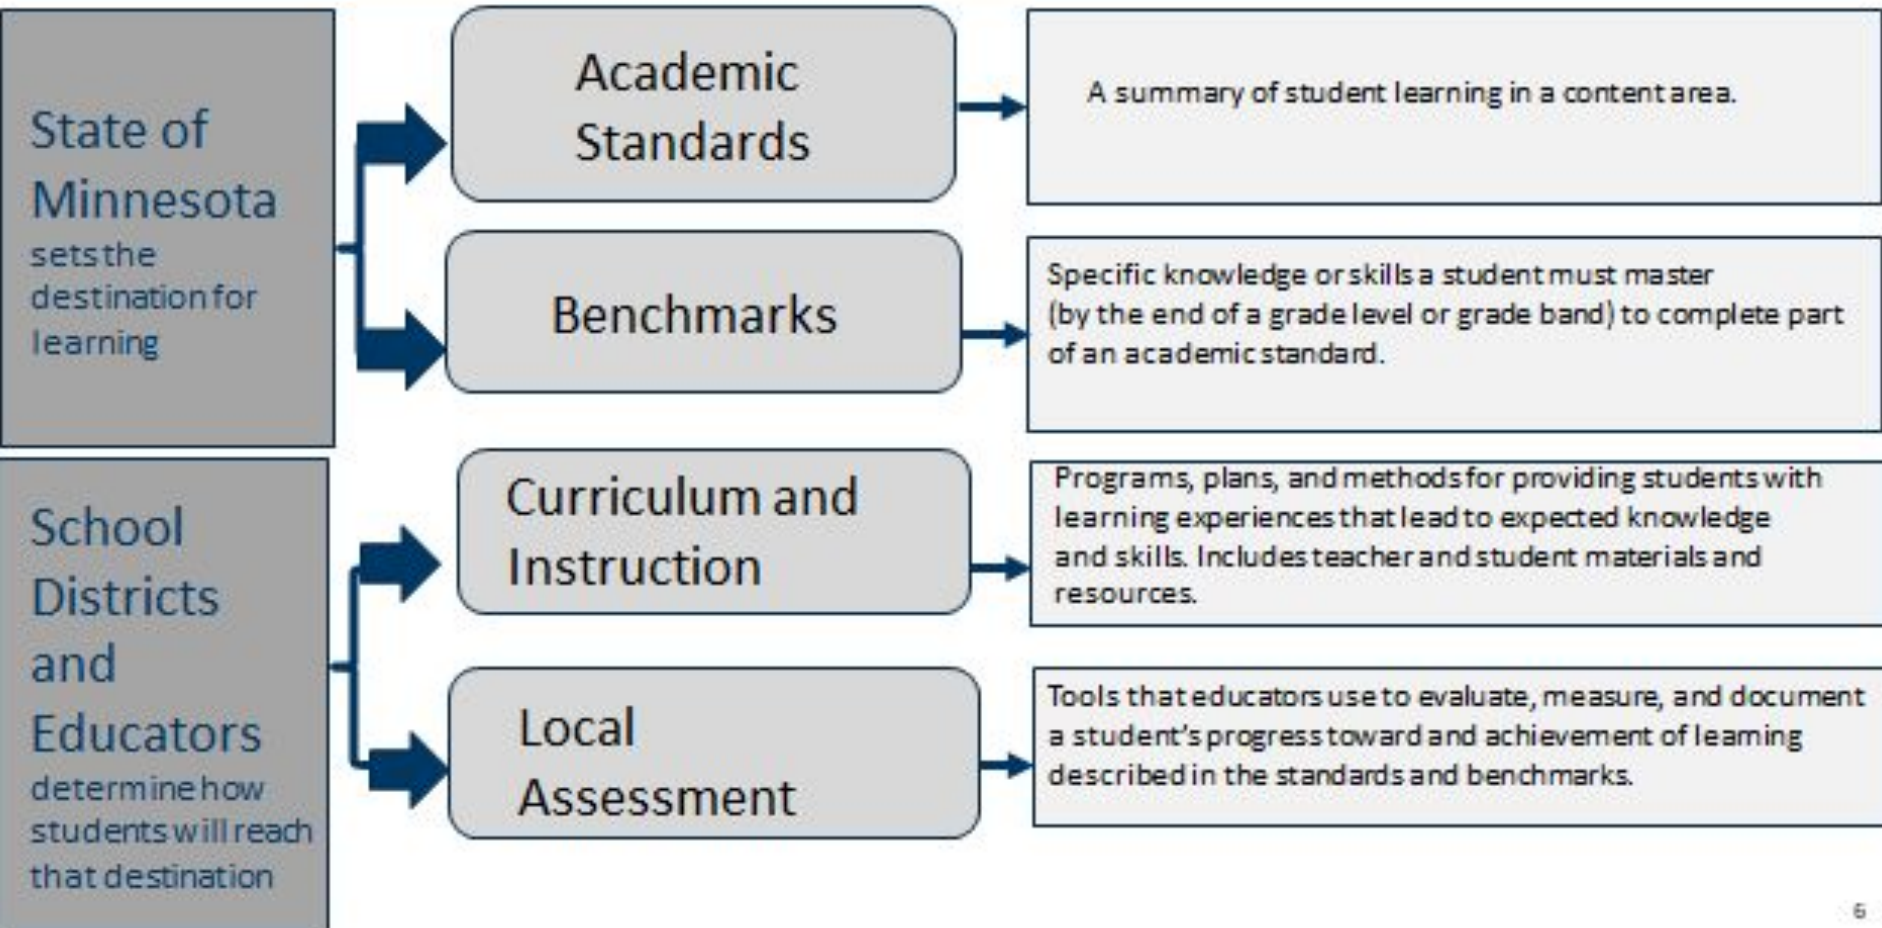 State of
Minnesota
sets the
destination for
learning
Academic
Standards
A summary of student learning in a content area.
Benchmarks
Specific knowledge or skills a student must master
(by the end of a grade level or grade band) to complete part
of an academic standard.
School
Districts
and
Educators
determine how
students will reach
that destination
Curriculum and
Instruction
Programs, plans, and methods for providing students with
learning experiences that lead to expected knowledge
and skills. Includes teacher and student materials and
resources.
Local
Assessment
Tools that educators use to evaluate, measure, and document
a student’s progress toward and achievement of learning
described in the standards and benchmarks.
6